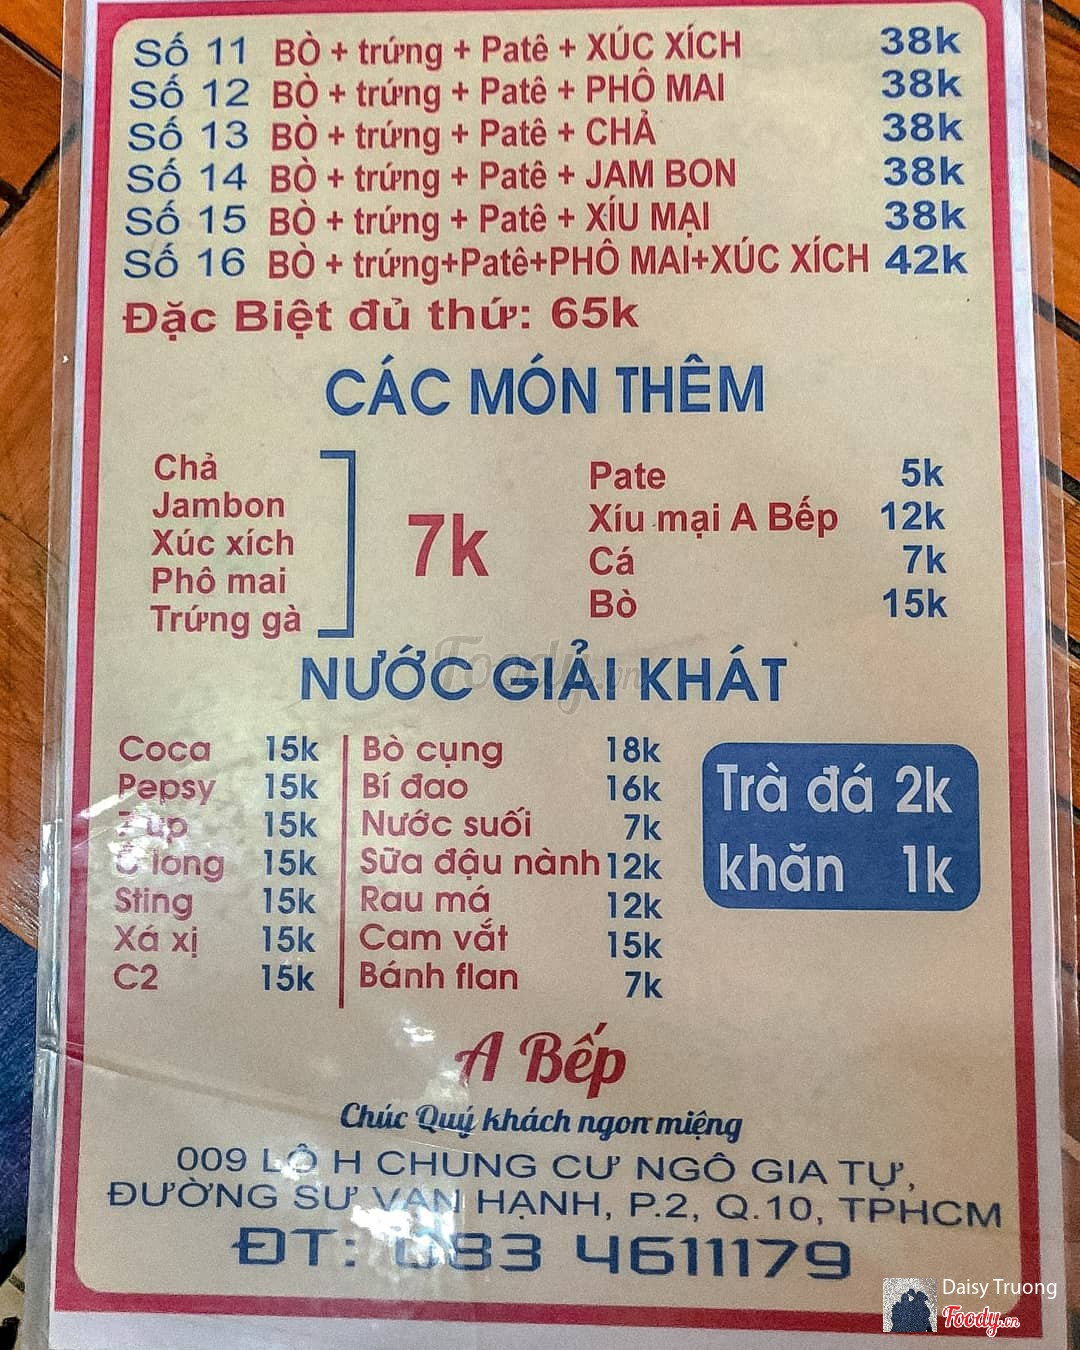 Số 11 BÒ + trứng + Patê + XÚC XÍCH 38k
Số 12 BÒ + trứng + Patê + PHÔ MAI 38k
Số 13 BÒ + trứng + Patê + CHẢ 38k
Số 14 BÒ + trứng + Patê + JAM BON 38k
Số 15 BÒ + trứng + Patê + XÍU MẠI 38k
Số 16 BÒ + trứng+Patê+PHÔ MAI+XÚC XÍCH 42k
Đặc Biệt đủ thứ: 65k
CÁC MÓN THÊM
Chả
Jambon
Xúc xích
Phô mai
Trứng gà
7k
Pate 5k
Xíu mại A Bếp 12k
Cá 7k
Bò 15k
Foody.vn
NƯỚC GIẢI KHÁT
Coca 15k
Pepsy 15k
7 up 15k
Ô long 15k
Sting 15k
Xá xị 15k
C2 15k
Bò cụng 18k
Bí đao 16k
Nước suối 7k
Sữa đậu nành 12k
Rau má 12k
Cam vắt 15k
Bánh flan 7k
Trà đá 2k
khăn 1k
A Bếp
Chúc Quý khách ngon miệng
009 LÔ H CHUNG CƯ NGÔ GIA TỰ,
ĐƯỜNG SƯ VẠN HẠNH, P.2, Q.10, TPHCM
ĐT: 083 4611179
Daisy Truong
Foody.vn